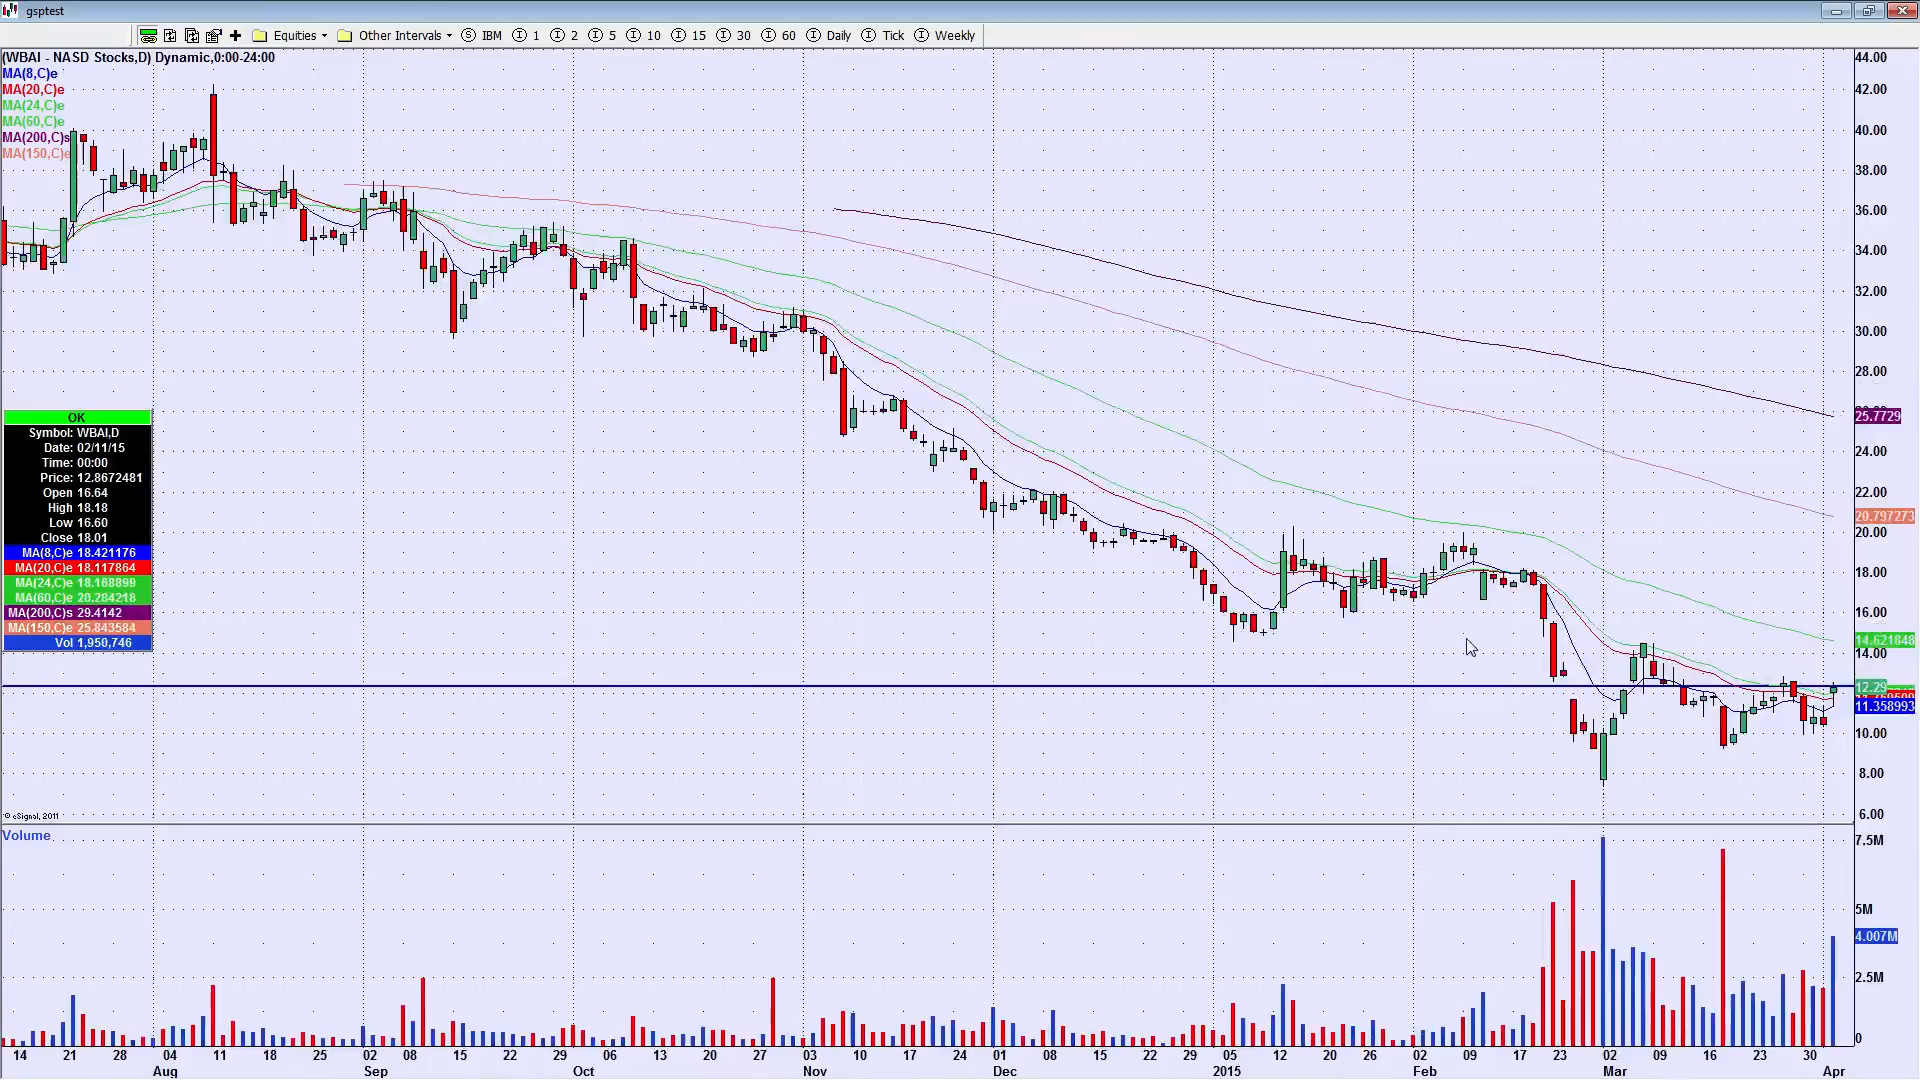 gsptest
Equities Other Intervals S IBM I 1 I 2 I 5 I 10 I 15 I 30 I 60 I Daily I Tick I Weekly
(WBAI - NASD Stocks,D) Dynamic,0:00-24:00
MA(8,C)e
MA(20,C)e
MA(24,C)e
MA(60,C)e
MA(200,C)s
MA(150,C)e
44.00
42.00
40.00
38.00
36.00
34.00
32.00
30.00
28.00
25.7729
24.00
22.00
20.797273
20.00
18.00
16.00
14.621848
14.00
12.29
11.358993
10.00
8.00
6.00
OK
Symbol: WBAI,D
Date: 02/11/15
Time: 00:00
Price: 12.8672481
Open 16.64
High 18.18
Low 16.60
Close 18.01
MA(8,C)e 18.421176
MA(20,C)e 18.117864
MA(24,C)e 18.168899
MA(60,C)e 20.284218
MA(200,C)s 29.4142
MA(150,C)e 25.843584
Vol 1,950,746
© eSignal, 2011
Volume
7.5M
5M
4.007M
2.5M
0
14 21 28 04 11 18 25 02 08 15 22 29 06 13 20 27 03 10 17 24 01 08 15 22 29 05 12 20 26 02 09 17 23 02 09 16 23 30
Aug Sep Oct Nov Dec 2015 Feb Mar Apr